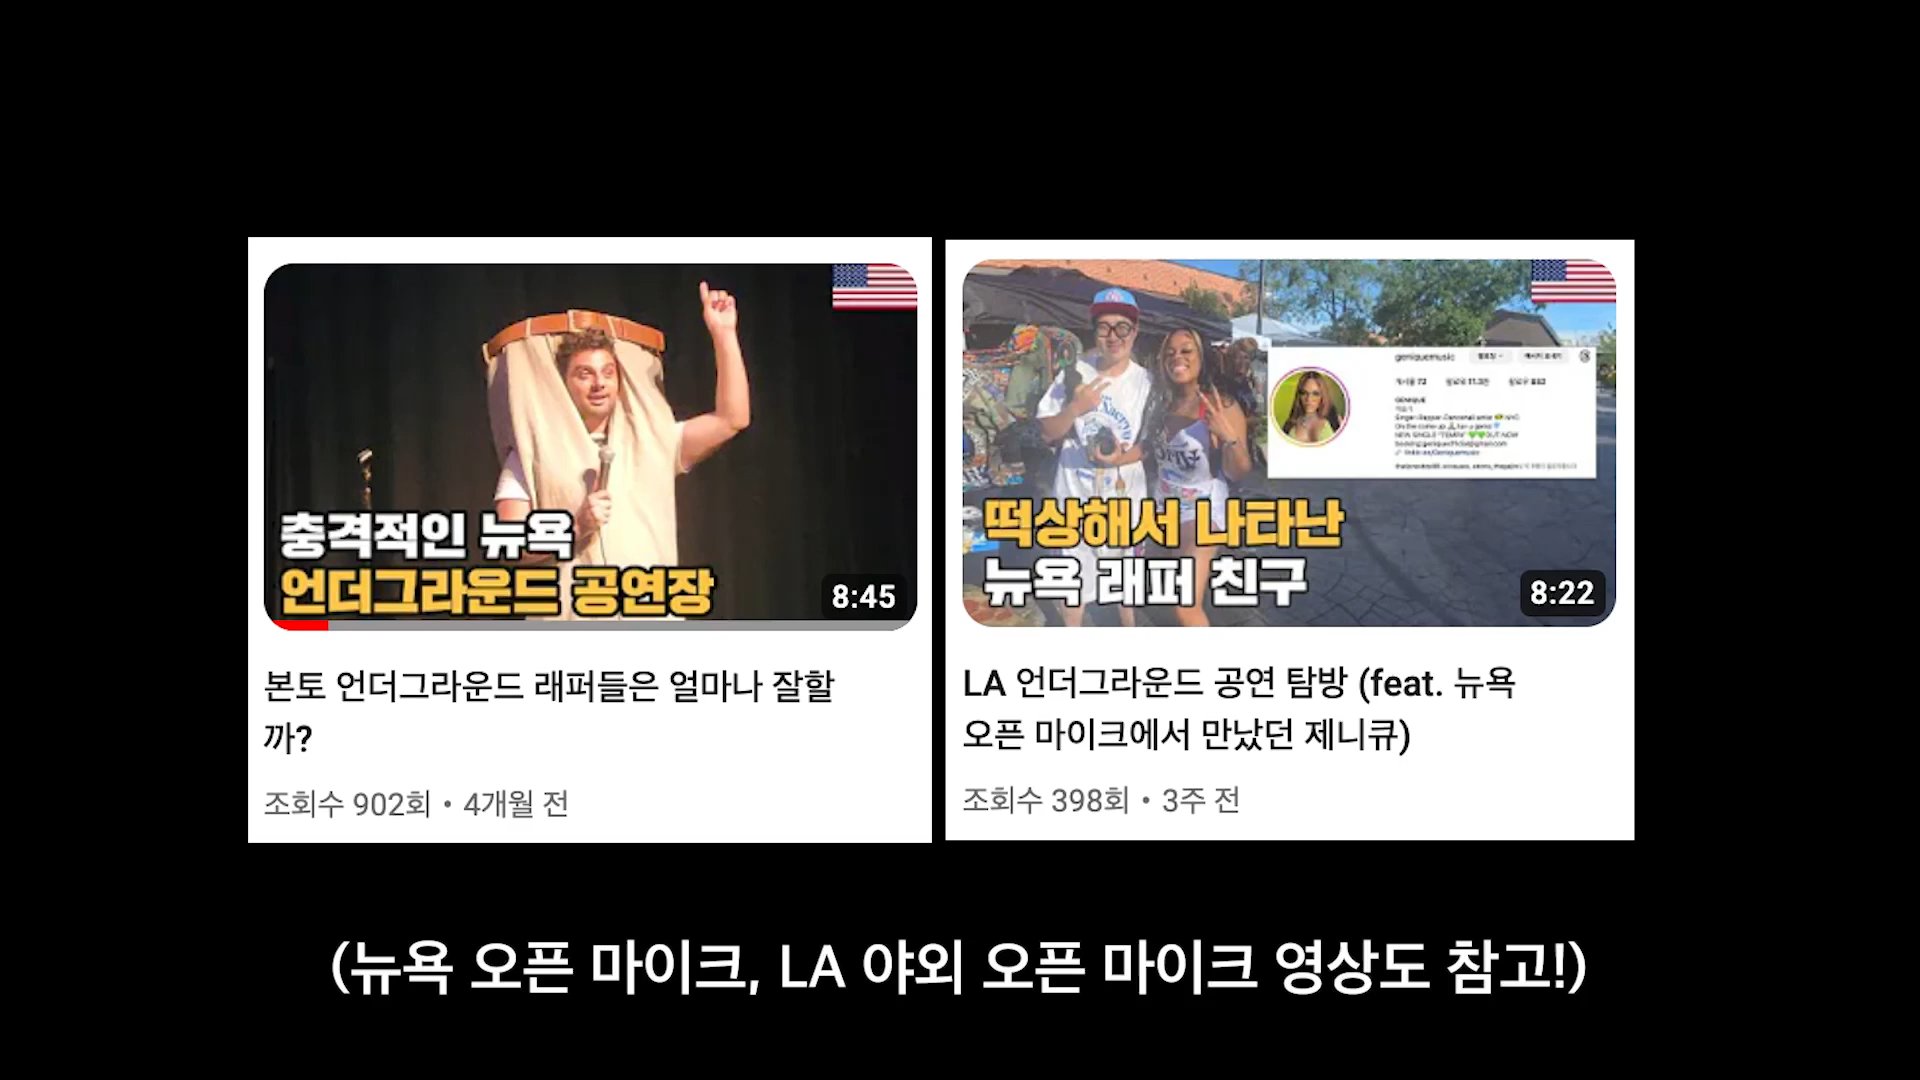 충격적인 뉴욕
언더그라운드 공연장
8:45
본토 언더그라운드 래퍼들은 얼마나 잘할
까?
조회수 902회 • 4개월 전
geniquemusic
GENIQUE
떡상해서 나타난
뉴욕 래퍼 친구
8:22
LA 언더그라운드 공연 탐방 (feat. 뉴욕
오픈 마이크에서 만났던 제니큐)
조회수 398회 • 3주 전
(뉴욕 오픈 마이크, LA 야외 오픈 마이크 영상도 참고!)